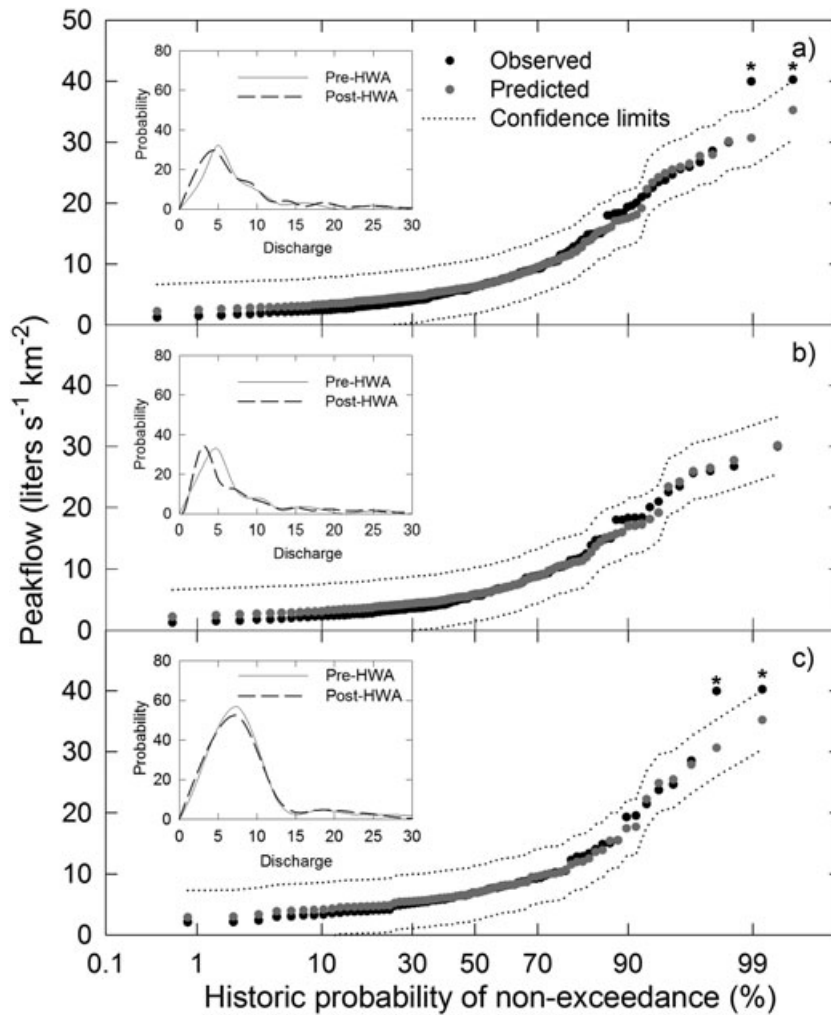 Peakflow (liters s⁻¹ km⁻²)
50
40
30
20
10
0
a)
Observed
Predicted
Confidence limits
*
*
Probability
80
60
40
20
0
Pre-HWA
Post-HWA
0 5 10 15 20 25 30
Discharge
40
30
20
10
0
b)
Probability
80
60
40
20
0
Pre-HWA
Post-HWA
0 5 10 15 20 25 30
Discharge
40
30
20
10
0
c)
*
*
Probability
80
60
40
20
0
Pre-HWA
Post-HWA
0 5 10 15 20 25 30
Discharge
0.1 1 10 30 50 70 90 99
Historic probability of non-exceedance (%)